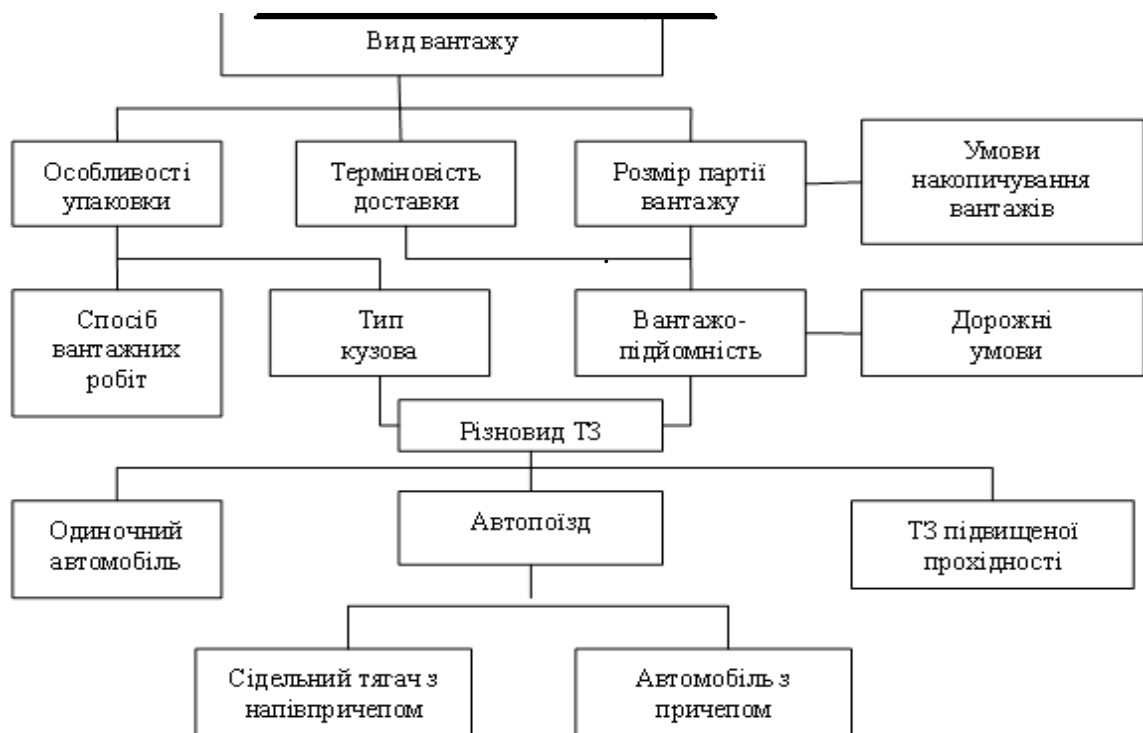 Вид вантажу
Особливості
упаковки
Терміновість
доставки
Розмір партії
вантажу
Умови
накопичування
вантажів
Спосіб
вантажних
робіт
Тип
кузова
Вантажо-
підйомність
Дорожні
умови
Різновид ТЗ
Одиночний
автомобіль
Автопоїзд
ТЗ підвищеної
прохідності
Сідельний тягач з
напівпричепом
Автомобіль з
причепом